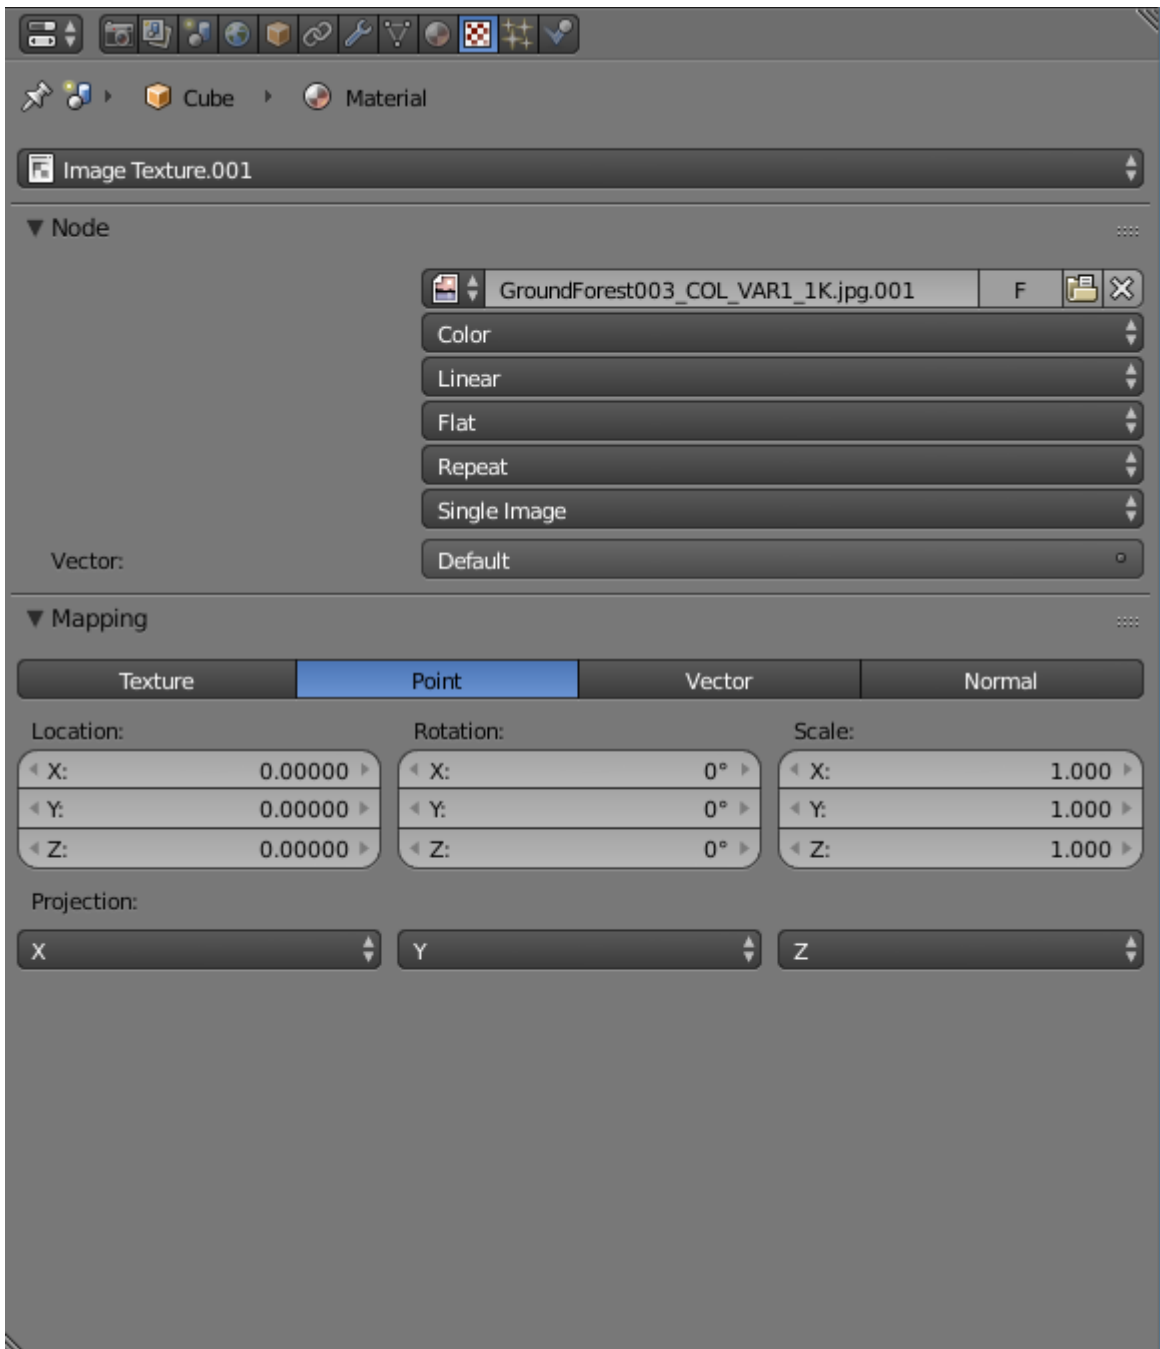 Cube Material
Image Texture.001
Node
GroundForest003_COL_VAR1_1K.jpg.001 F
Color
Linear
Flat
Repeat
Single Image
Vector: Default
Mapping
Texture Point Vector Normal
Location: Rotation: Scale:
X: 0.00000 X: 0° X: 1.000
Y: 0.00000 Y: 0° Y: 1.000
Z: 0.00000 Z: 0° Z: 1.000
Projection:
X Y Z